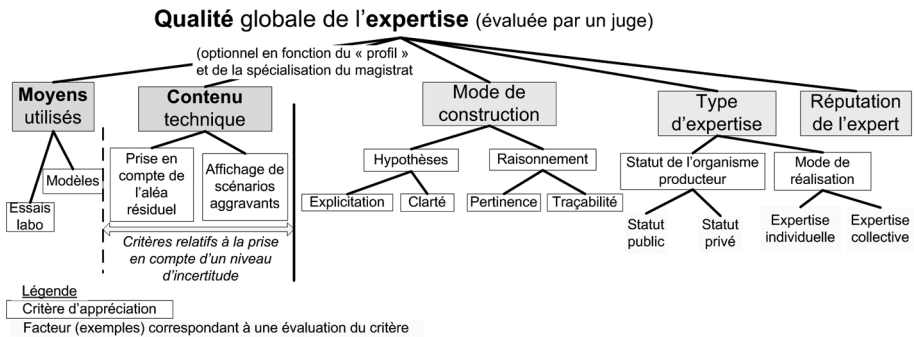 Qualité globale de l'expertise (évaluée par un juge)
(optionnel en fonction du « profil »
et de la spécialisation du magistrat
Moyens
utilisés
Contenu
technique
Mode de
construction
Type
d'expertise
Réputation
de l'expert
Essais
labo
Modèles
Prise en
compte de
l'aléa
résiduel
Affichage de
scénarios
aggravants
Hypothèses
Raisonnement
Explicitation
Clarté
Pertinence
Traçabilité
Statut de l'organisme
producteur
Mode de
réalisation
Statut
public
Statut
privé
Expertise
individuelle
Expertise
collective
Critères relatifs à la prise
en compte d'un niveau
d'incertitude
Légende
Critère d'appréciation
Facteur (exemples) correspondant à une évaluation du critère